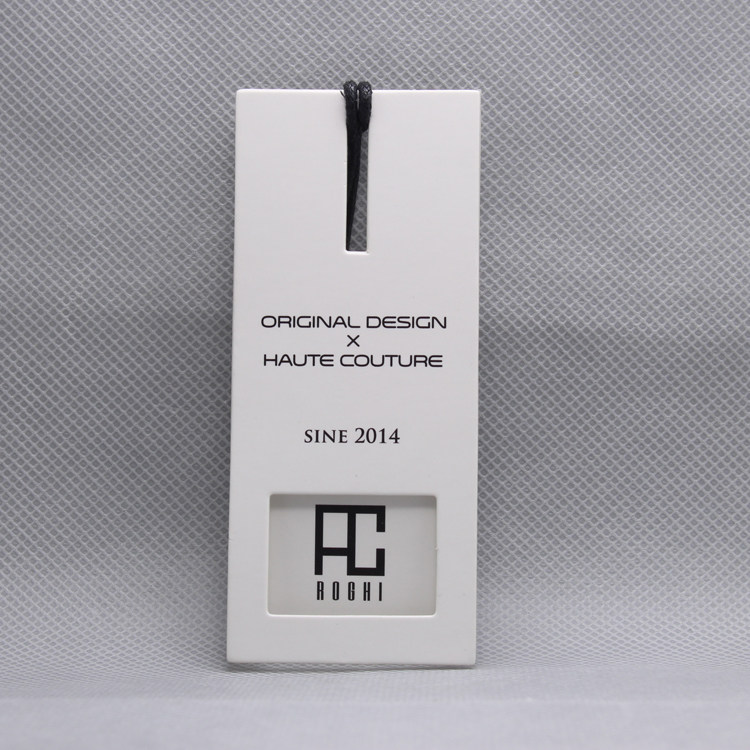 ORIGINAL DESIGN
X
HAUTE COUTURE
SINE 2014
AC
ROGHI